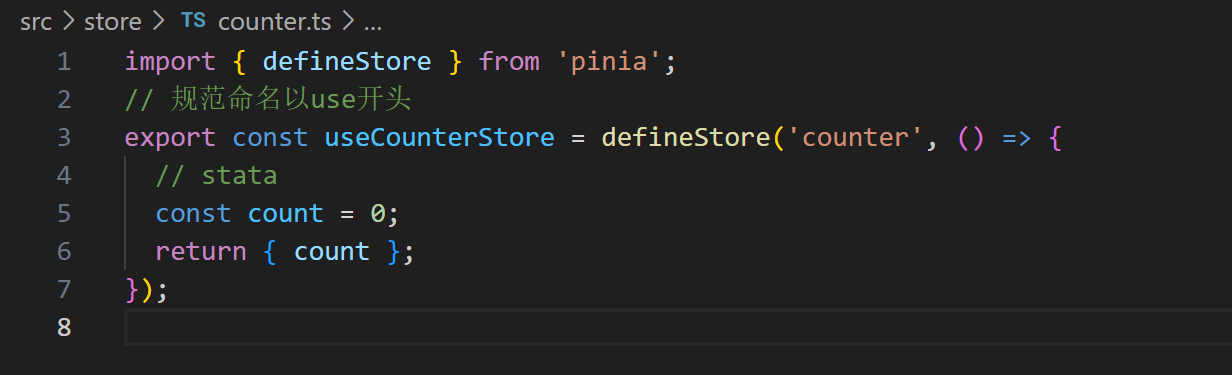 src > store > TS counter.ts > ...
1 import { defineStore } from 'pinia';
2 // 规范命名以use开头
3 export const useCounterStore = defineStore('counter', () => {
4 // stata
5 const count = 0;
6 return { count };
7 });
8